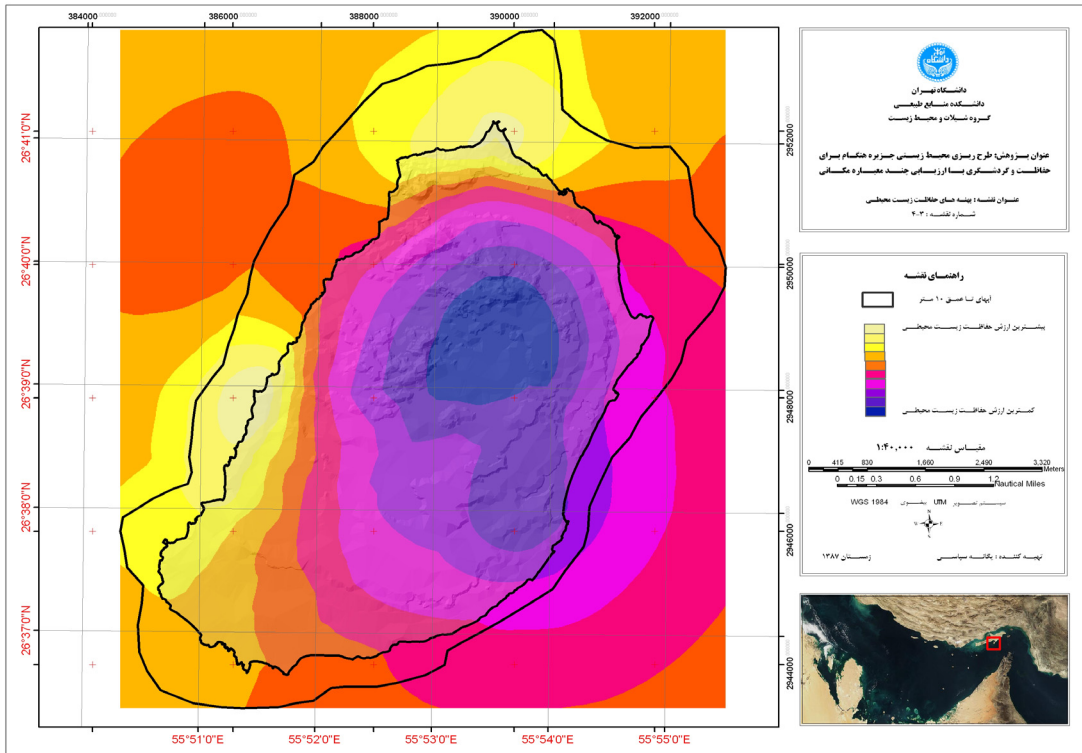 384000 386000 388000 390000 392000
26°41'0"N
26°40'0"N
26°39'0"N
26°38'0"N
26°37'0"N
2952000
2950000
2948000
2946000
2944000
55°51'0"E 55°52'0"E 55°53'0"E 55°54'0"E 55°55'0"E
دانشگاه تهران
دانشکده منابع طبیعی
گروه شیلات و محیط زیست
عنوان پژوهش: طرح ریزی محیط زیستی جزیره هنگام برای
حفاظت و گردشگری با ارزیابی چند معیاره مکانی
عنوان نقشه: پهنه های حفاظت زیست محیطی
شماره نقشه: ۳-۴
راهنمای نقشه
آبهای تا عمق ۱۰ متر
بیشترین ارزش حفاظت زیست محیطی
کمترین ارزش حفاظت زیست محیطی
مقیاس نقشه ۱:۴۰,۰۰۰
0 415 830 1,660 2,490 3,320
Meters
0 0.15 0.3 0.6 0.9 1.2
Nautical Miles
سیستم تصویر UTM بیضوی WGS 1984
N
تهیه کننده: یگانه سپاسی زمستان ۱۳۸۷